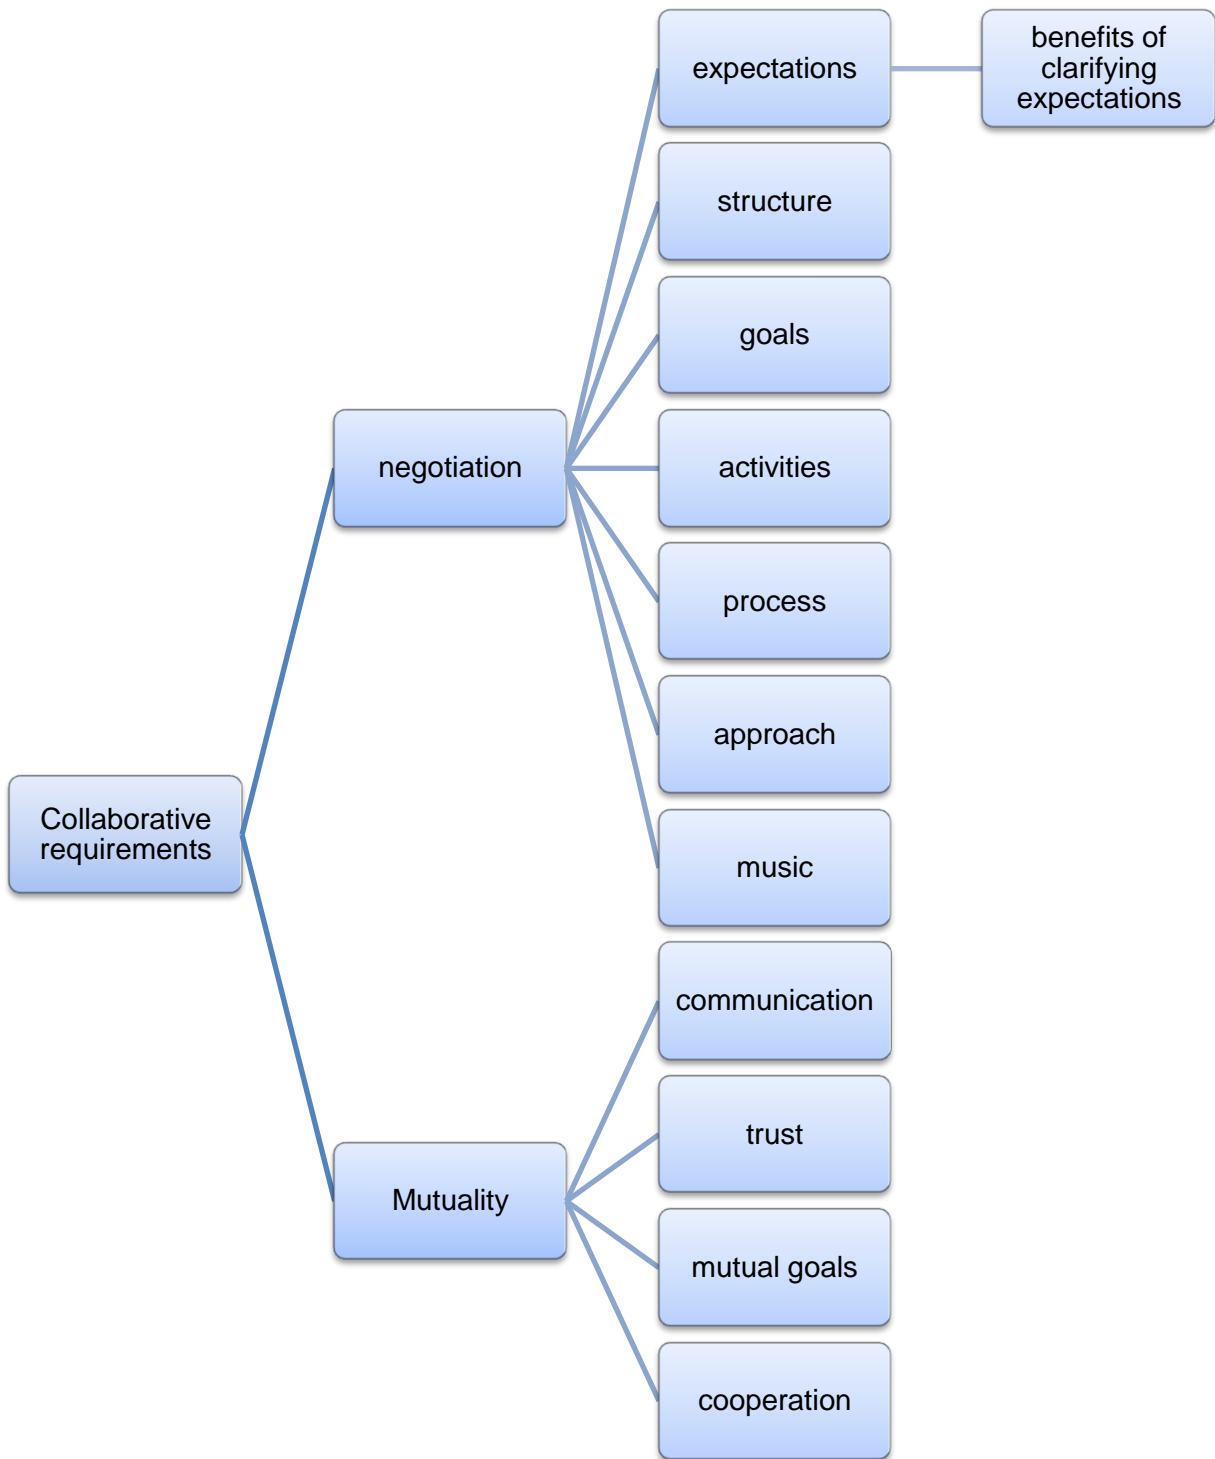 expectations
benefits of
clarifying
expectations
structure
goals
negotiation
activities
process
approach
Collaborative
requirements
music
communication
trust
Mutuality
mutual goals
cooperation